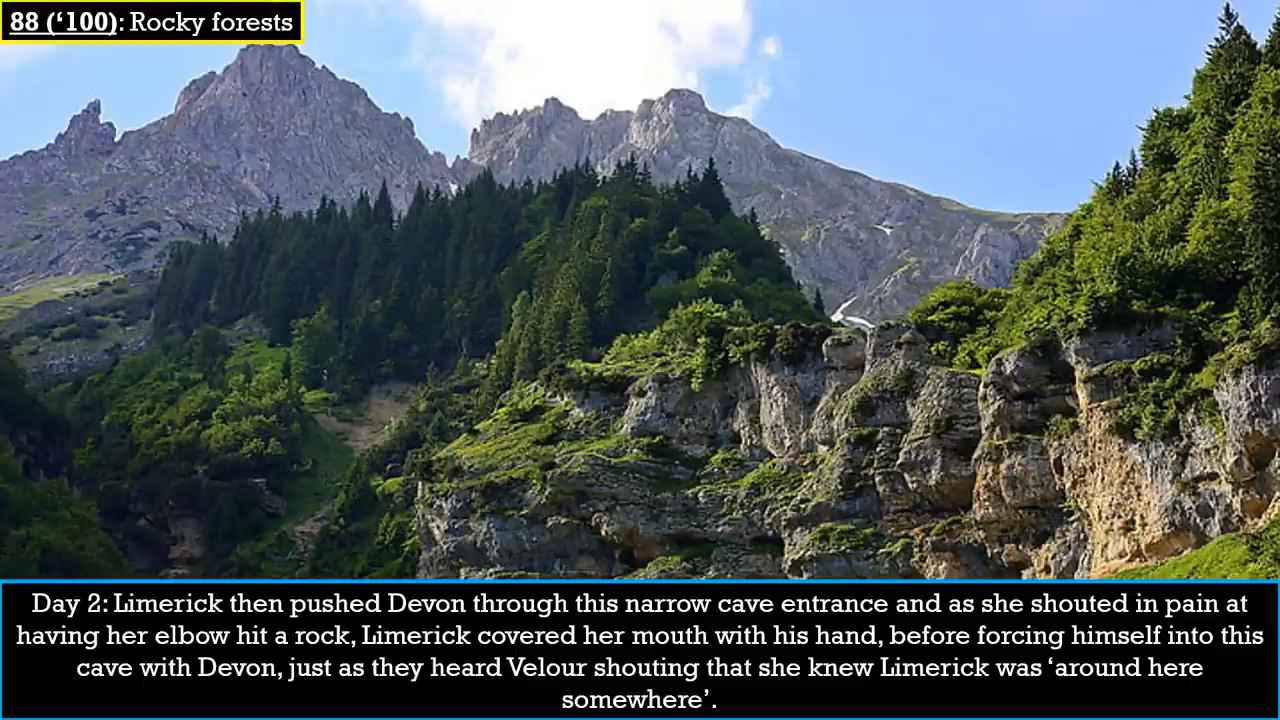 88 (‘100): Rocky forests
Day 2: Limerick then pushed Devon through this narrow cave entrance and as she shouted in pain at
having her elbow hit a rock, Limerick covered her mouth with his hand, before forcing himself into this
cave with Devon, just as they heard Velour shouting that she knew Limerick was ‘around here
somewhere’.